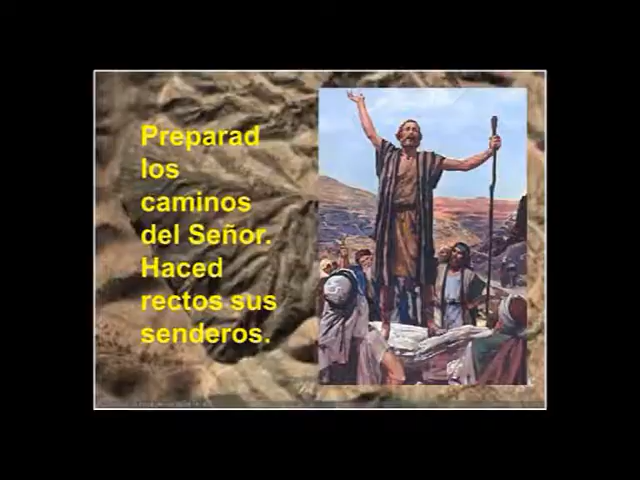 Preparad
los
caminos
del Señor.
Haced
rectos sus
senderos.